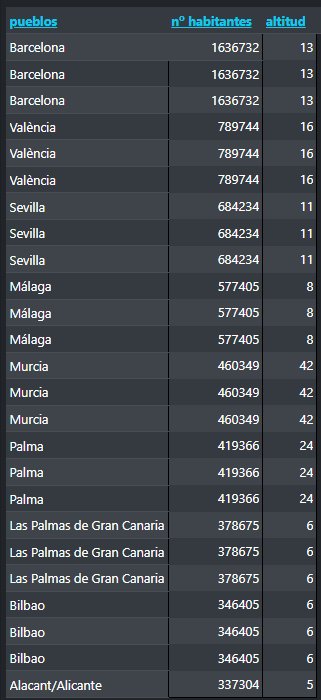 pueblos nº habitantes altitud
Barcelona 1636732 13
Barcelona 1636732 13
Barcelona 1636732 13
València 789744 16
València 789744 16
València 789744 16
Sevilla 684234 11
Sevilla 684234 11
Sevilla 684234 11
Málaga 577405 8
Málaga 577405 8
Málaga 577405 8
Murcia 460349 42
Murcia 460349 42
Murcia 460349 42
Palma 419366 24
Palma 419366 24
Palma 419366 24
Las Palmas de Gran Canaria 378675 6
Las Palmas de Gran Canaria 378675 6
Las Palmas de Gran Canaria 378675 6
Bilbao 346405 6
Bilbao 346405 6
Bilbao 346405 6
Alacant/Alicante 337304 5